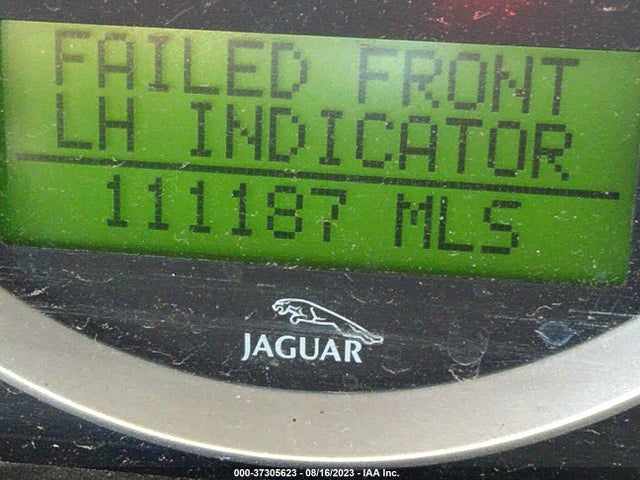 FAILED FRONT
LH INDICATOR
111187 MLS
JAGUAR
000-37305623 - 08/16/2023 - IAA Inc.